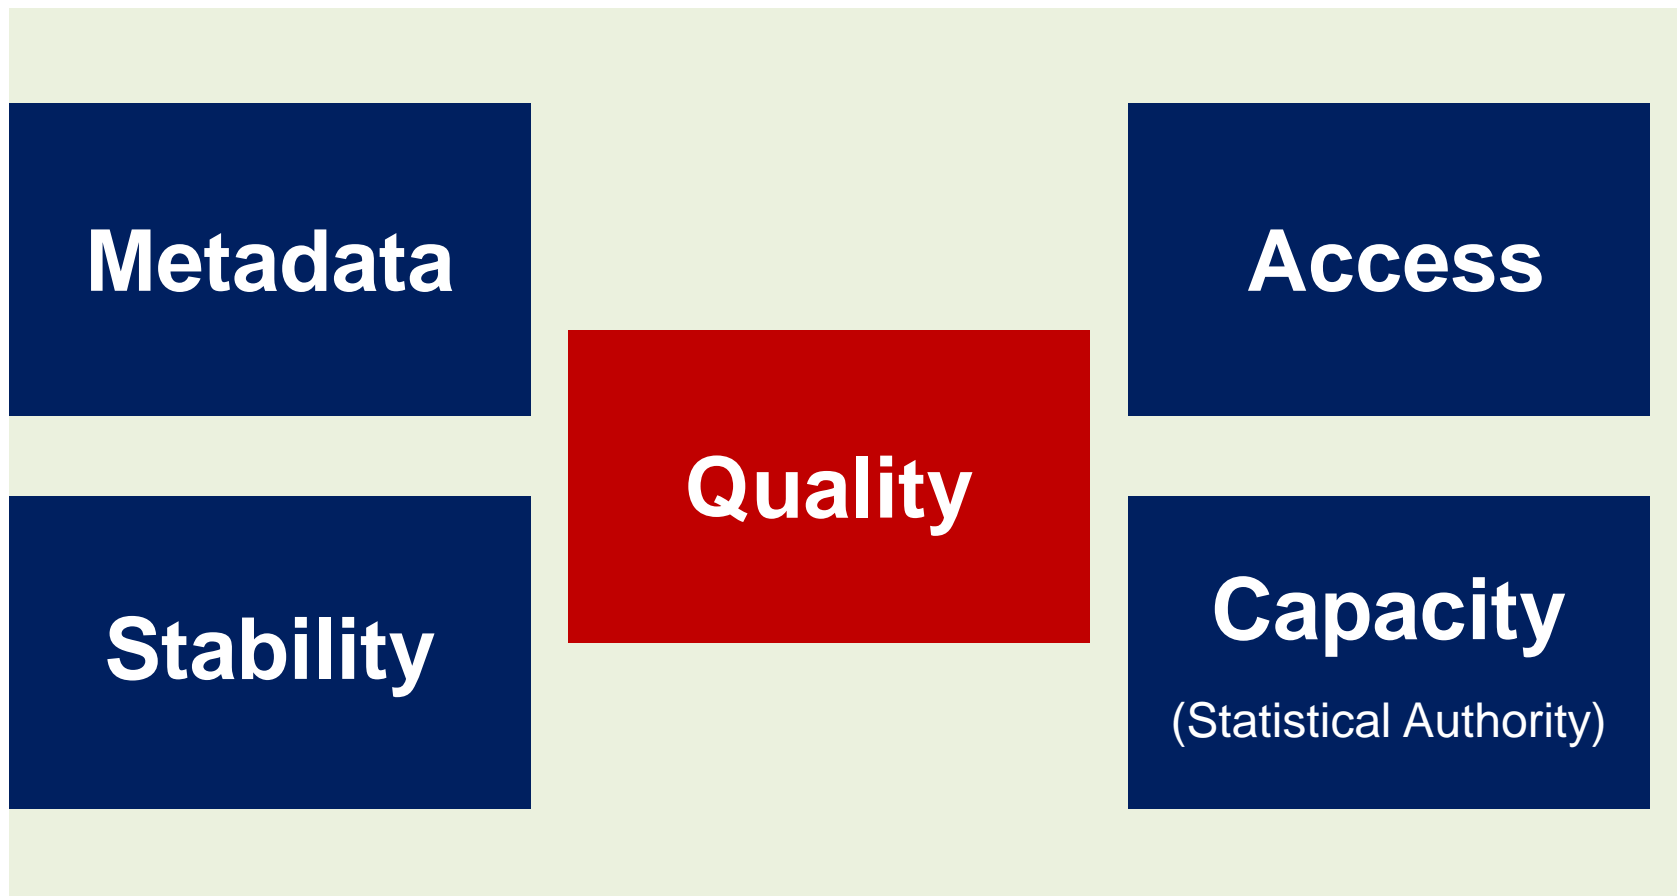 Metadata
Access
Quality
Stability
Capacity
(Statistical Authority)